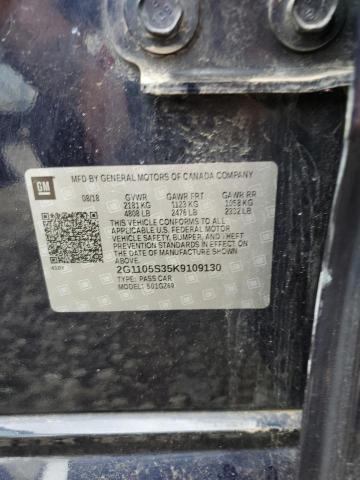 MFD BY GENERAL MOTORS OF CANADA COMPANY
GM
08/18 GVWR GAWR FRT GAWR RR
2181 KG 1123 KG 1058 KG
4808 LB 2476 LB 2332 LB
THIS VEHICLE CONFORMS TO ALL
APPLICABLE U.S. FEDERAL MOTOR
VEHICLE SAFETY, BUMPER, AND THEFT
PREVENTION STANDARDS IN EFFECT
ON THE DATE OF MANUFACTURE
SHOWN ABOVE.
2G1105S35K9109130
TYPE: PASS CAR
MODEL: